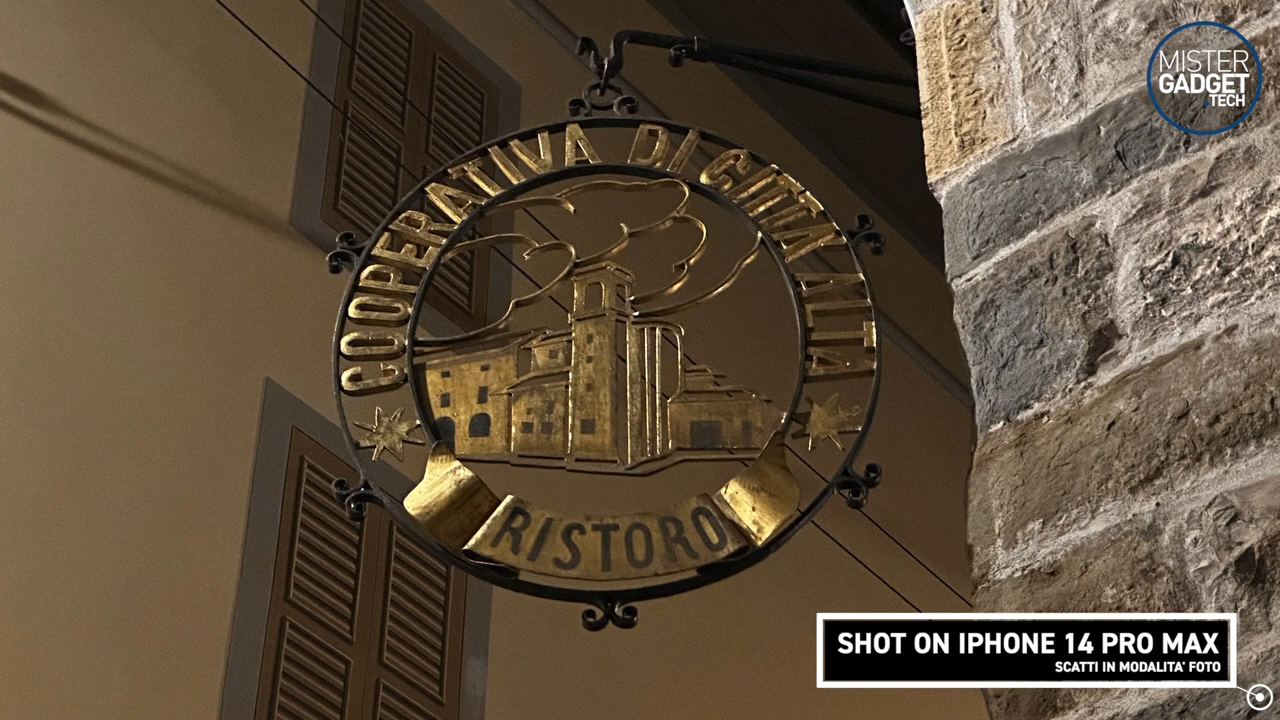 MISTER
GADGET
.TECH
COOPERATIVA DI CITTÀ ALTA
RISTORO
SHOT ON IPHONE 14 PRO MAX
SCATTI IN MODALITA' FOTO